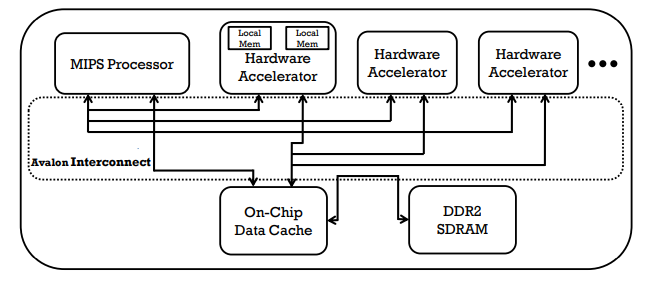 MIPS Processor
Local
Mem
Local
Mem
Hardware
Accelerator
Hardware
Accelerator
Hardware
Accelerator
Avalon Interconnect
On-Chip
Data Cache
DDR2
SDRAM